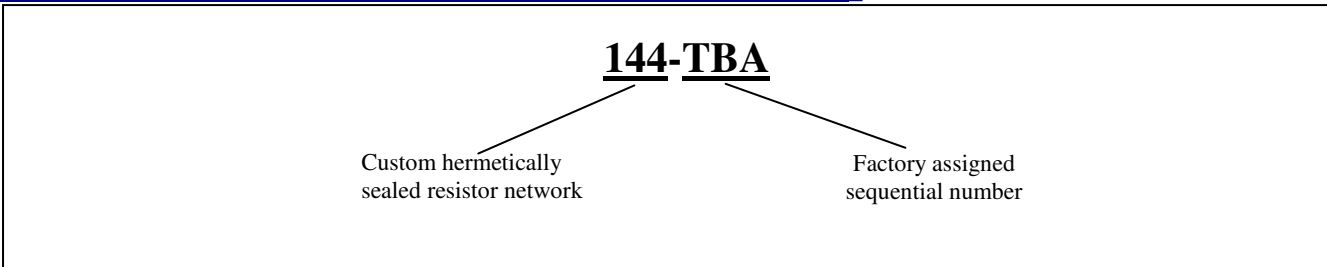 144-TBA
Custom hermetically
sealed resistor network
Factory assigned
sequential number